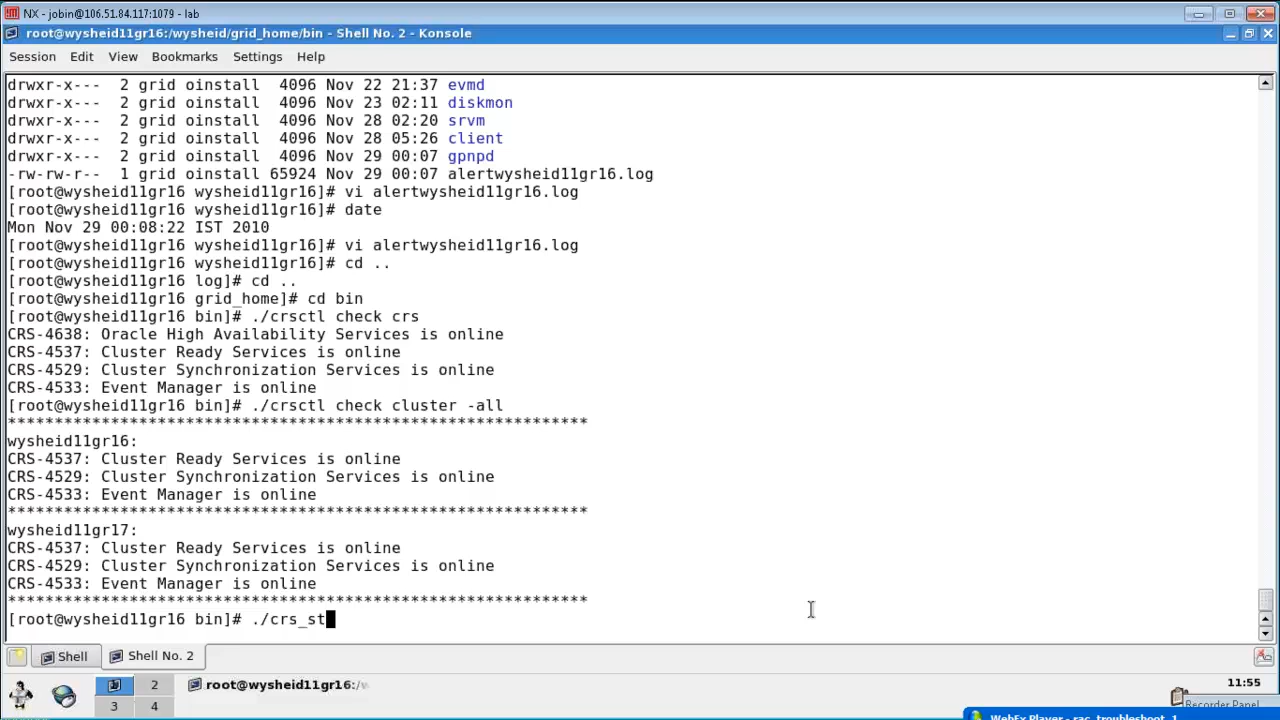 NX - jobin@106.51.84.117:1079 - lab
root@wysheid11gr16:/wysheid/grid_home/bin - Shell No. 2 - Konsole
Session Edit View Bookmarks Settings Help
drwxr-x---  2 grid oinstall  4096 Nov 22 21:37 evmd
drwxr-x---  2 grid oinstall  4096 Nov 23 02:11 diskmon
drwxr-x---  2 grid oinstall  4096 Nov 28 02:20 srvm
drwxr-x---  2 grid oinstall  4096 Nov 28 05:26 client
drwxr-x---  2 grid oinstall  4096 Nov 29 00:07 gpnpd
-rw-rw-r--  1 grid oinstall 65924 Nov 29 00:07 alertwysheid11gr16.log
[root@wysheid11gr16 wysheid11gr16]# vi alertwysheid11gr16.log
[root@wysheid11gr16 wysheid11gr16]# date
Mon Nov 29 00:08:22 IST 2010
[root@wysheid11gr16 wysheid11gr16]# vi alertwysheid11gr16.log
[root@wysheid11gr16 wysheid11gr16]# cd ..
[root@wysheid11gr16 log]# cd ..
[root@wysheid11gr16 grid_home]# cd bin
[root@wysheid11gr16 bin]# ./crsctl check crs
CRS-4638: Oracle High Availability Services is online
CRS-4537: Cluster Ready Services is online
CRS-4529: Cluster Synchronization Services is online
CRS-4533: Event Manager is online
[root@wysheid11gr16 bin]# ./crsctl check cluster -all
**************************************************************
wysheid11gr16:
CRS-4537: Cluster Ready Services is online
CRS-4529: Cluster Synchronization Services is online
CRS-4533: Event Manager is online
**************************************************************
wysheid11gr17:
CRS-4537: Cluster Ready Services is online
CRS-4529: Cluster Synchronization Services is online
CRS-4533: Event Manager is online
**************************************************************
[root@wysheid11gr16 bin]# ./crs_st
Shell Shell No. 2
1 2 root@wysheid11gr16:/w 11:55
3 4 Recorder Panel
WebEx Player - rac_troubleshoot_1